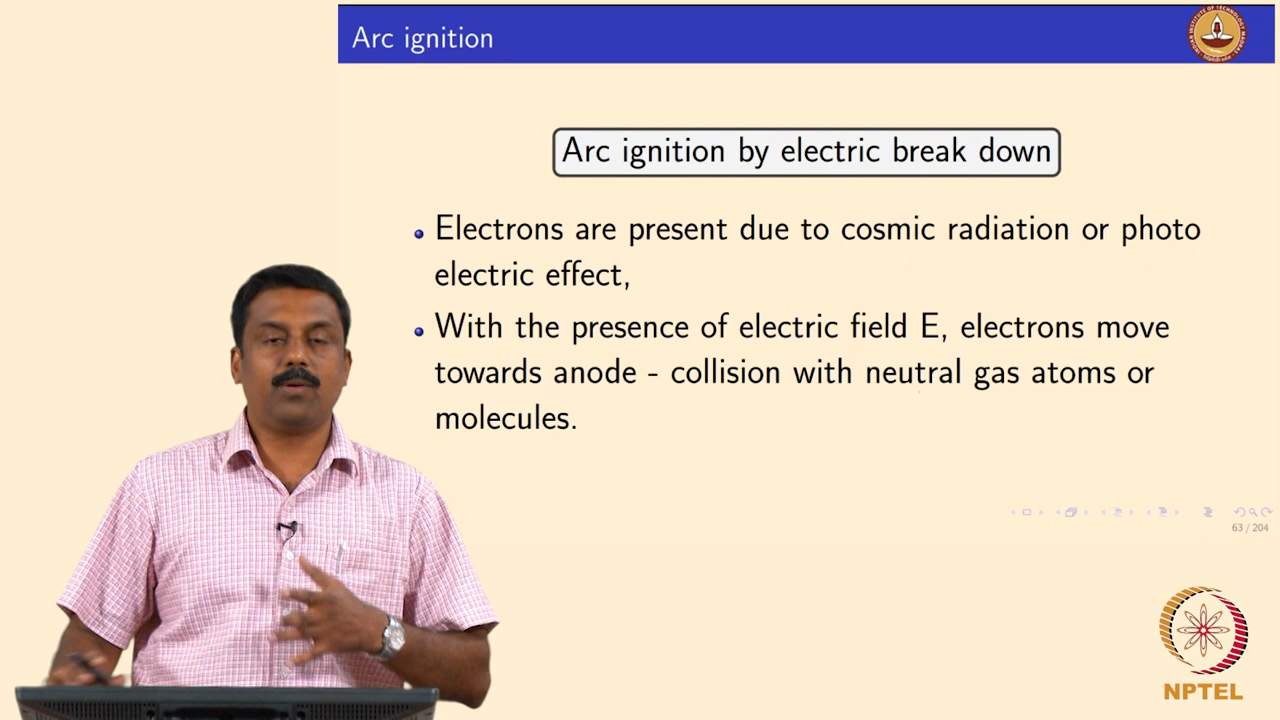 Arc ignition
Arc ignition by electric break down
Electrons are present due to cosmic radiation or photo
electric effect,
With the presence of electric field E, electrons move
towards anode - collision with neutral gas atoms or
molecules.
63 / 204
NPTEL